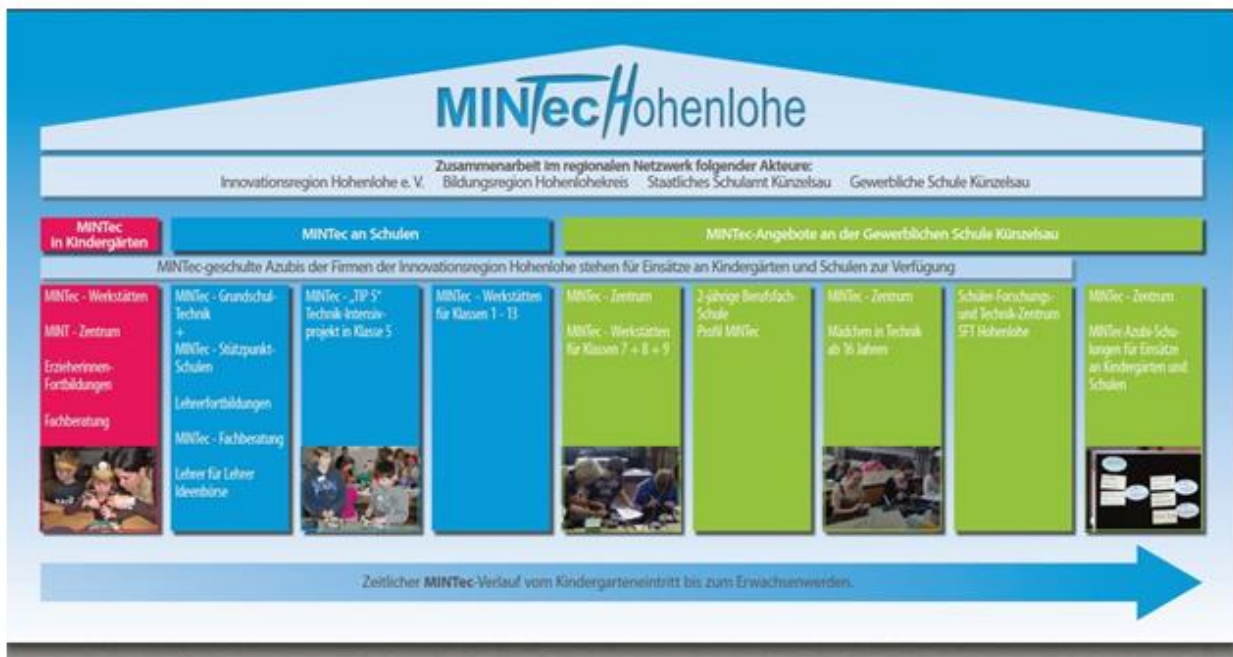 MINTecHohenlohe
Zusammenarbeit im regionalen Netzwerk folgender Akteure:
Innovationsregion Hohenlohe e. V. Bildungsregion Hohenlohekreis Staatliches Schulamt Künzelsau Gewerbliche Schule Künzelsau
MINTec
in Kindergärten
MINTec an Schulen
MINTec-Angebote an der Gewerblichen Schule Künzelsau
MINTec-geschulte Azubis der Firmen der Innovationsregion Hohenlohe stehen für Einsätze an Kindergärten und Schulen zur Verfügung
MINTec - Werkstätten
MINT - Zentrum
Erzieherinnen-
Fortbildungen
Fachberatung
MINTec - Grundschul-
Technik
+
MINTec - Stützpunkt-
Schulen
Lehrerfortbildungen
MINTec - Fachberatung
Lehrer für Lehrer
Ideenbörse
MINTec - „TIP 5"
Technik-Intensiv-
projekt in Klasse 5
MINTec - Werkstätten
für Klassen 1 - 13
MINTec - Zentrum
MINTec - Werkstätten
für Klassen 7 + 8 + 9
2-jährige Berufsfach-
Schule
Profil MINTec
MINTec - Zentrum
Mädchen in Technik
ab 16 Jahren
Schüler-Forschungs-
und Technik-Zentrum
SFT Hohenlohe
MINTec - Zentrum
MINTec Azubi-Schu-
lungen für Einsätze
an Kindergärten und
Schulen
Zeitlicher MINTec-Verlauf vom Kindergarteneintritt bis zum Erwachsenwerden.